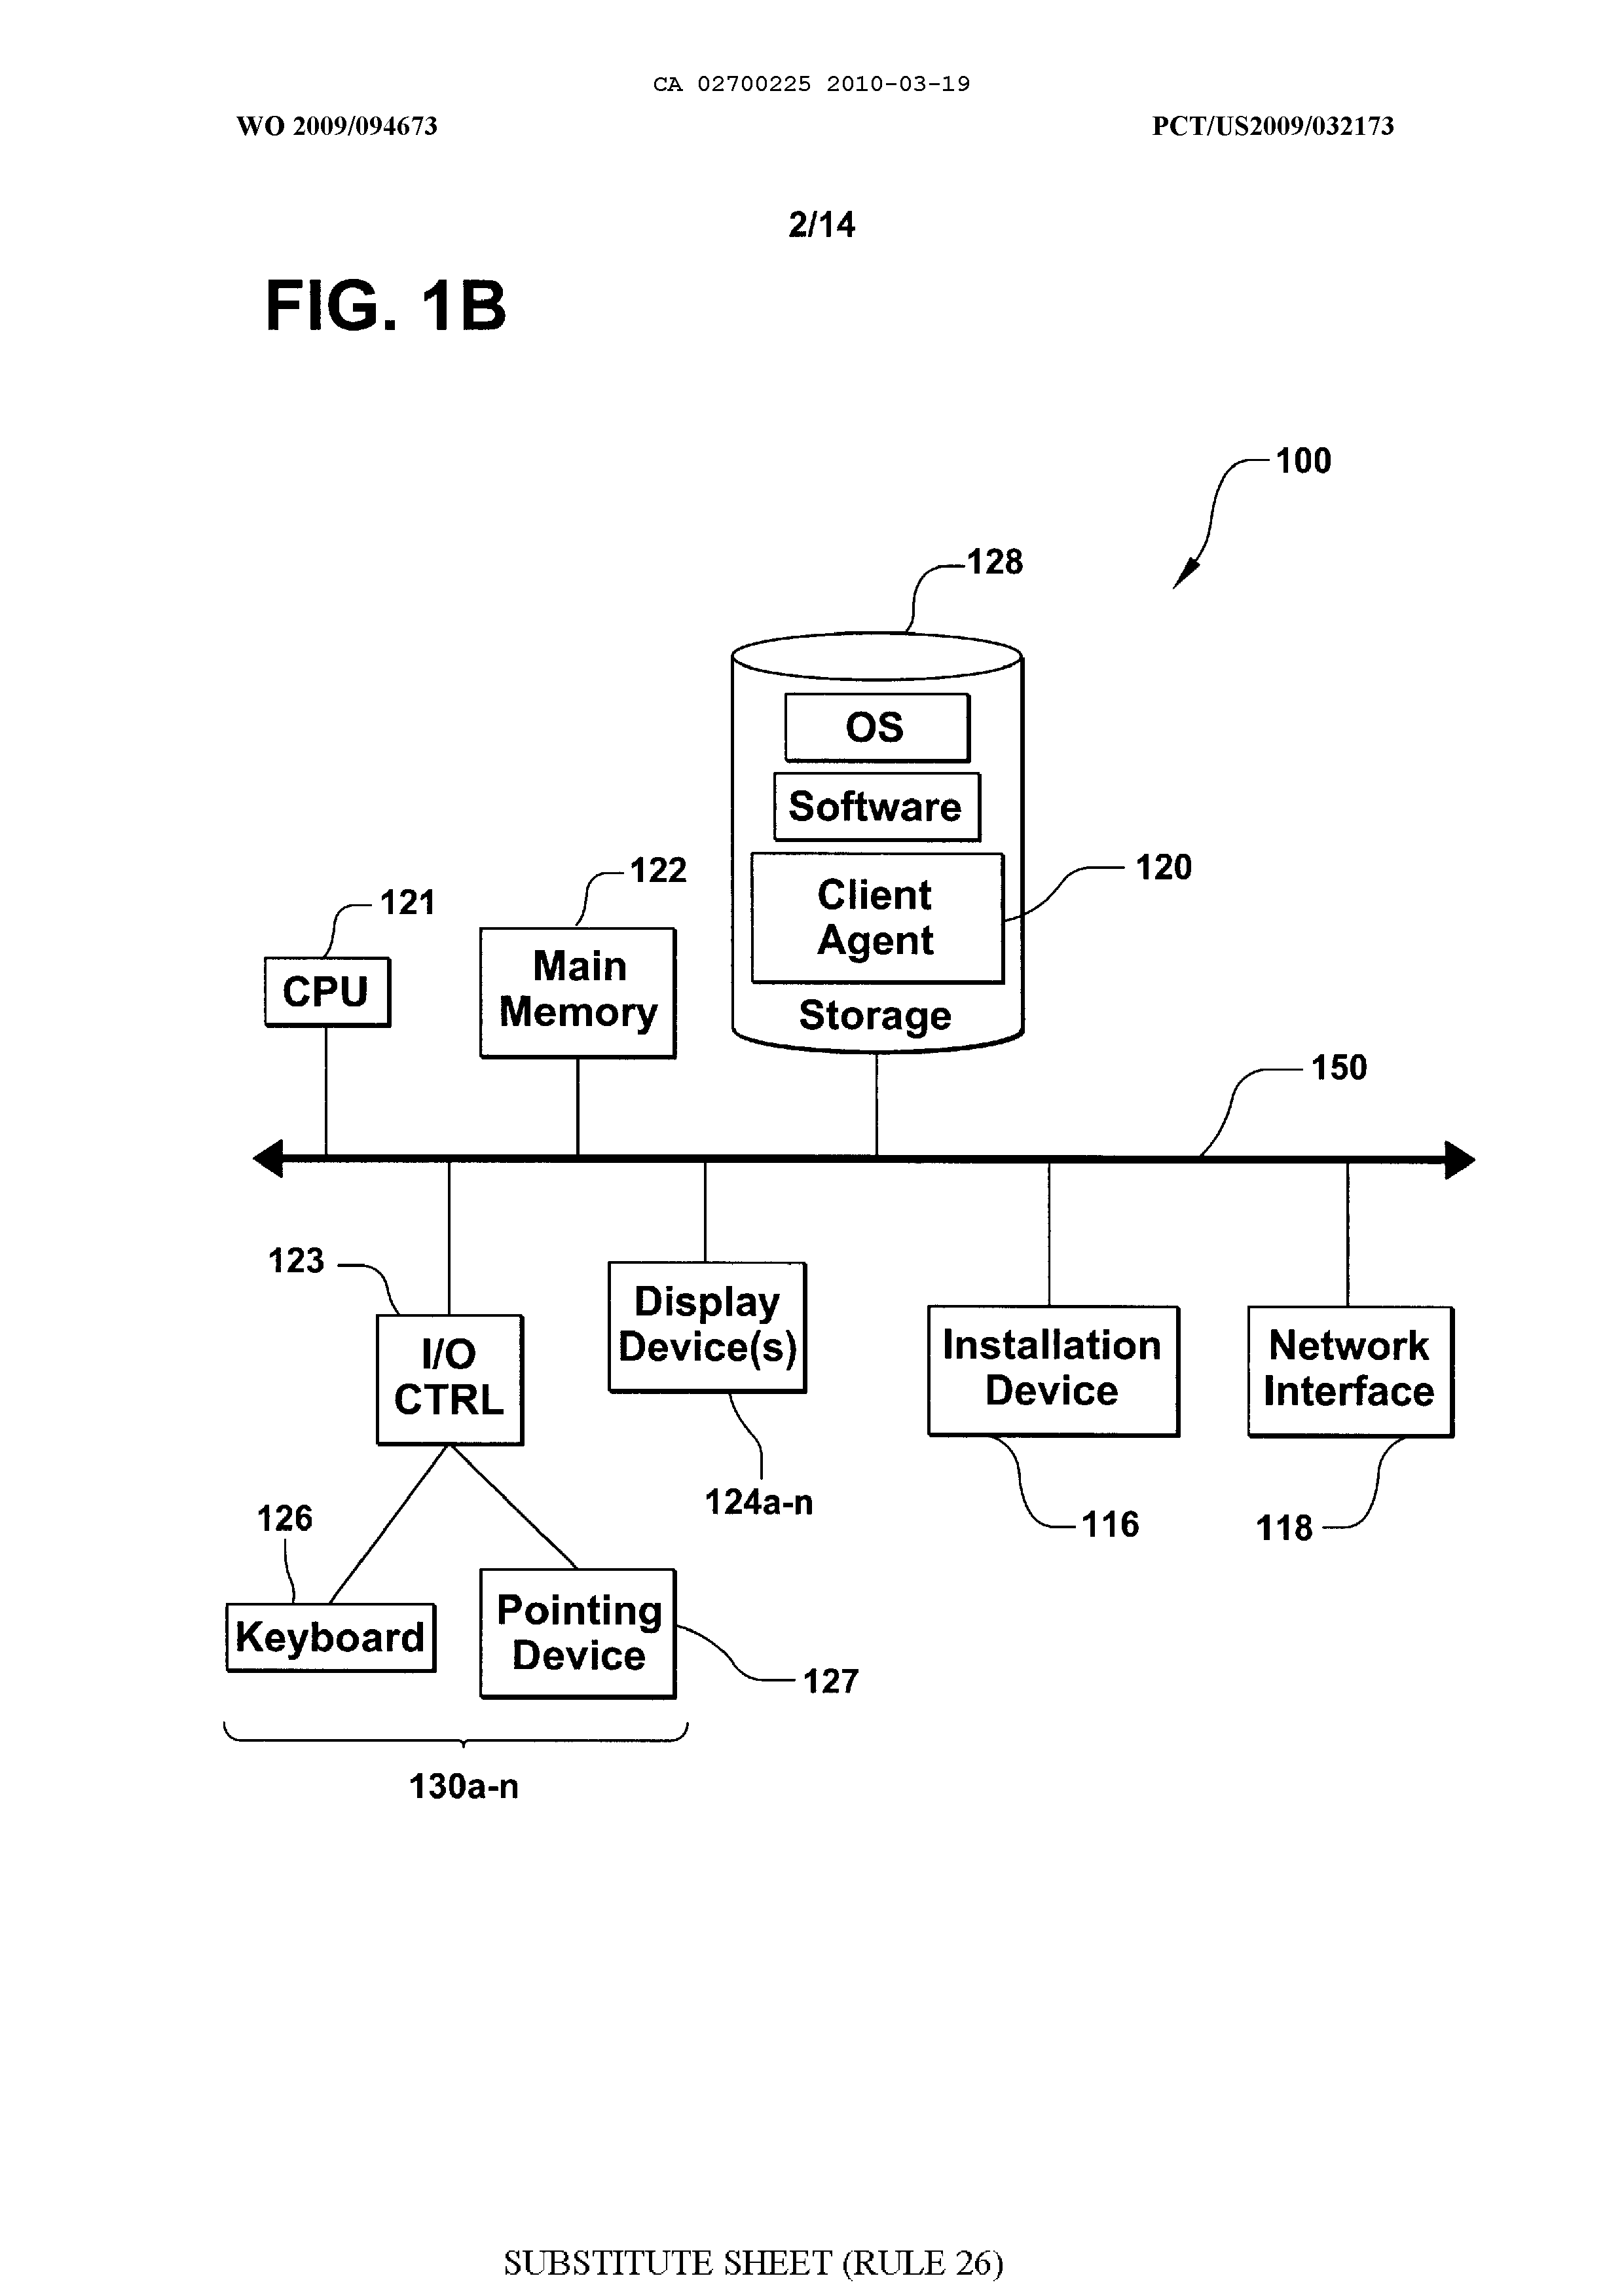 CA 02700225 2010-03-19
WO 2009/094673
PCT/US2009/032173
2/14
FIG. 1B
100
128
OS
Software
Client
Agent
120
Storage
122
Main
Memory
121
CPU
150
123
I/O
CTRL
Display
Device(s)
124a-n
Installation
Device
116
Network
Interface
118
126
Keyboard
Pointing
Device
127
130a-n
SUBSTITUTE SHEET (RULE 26)